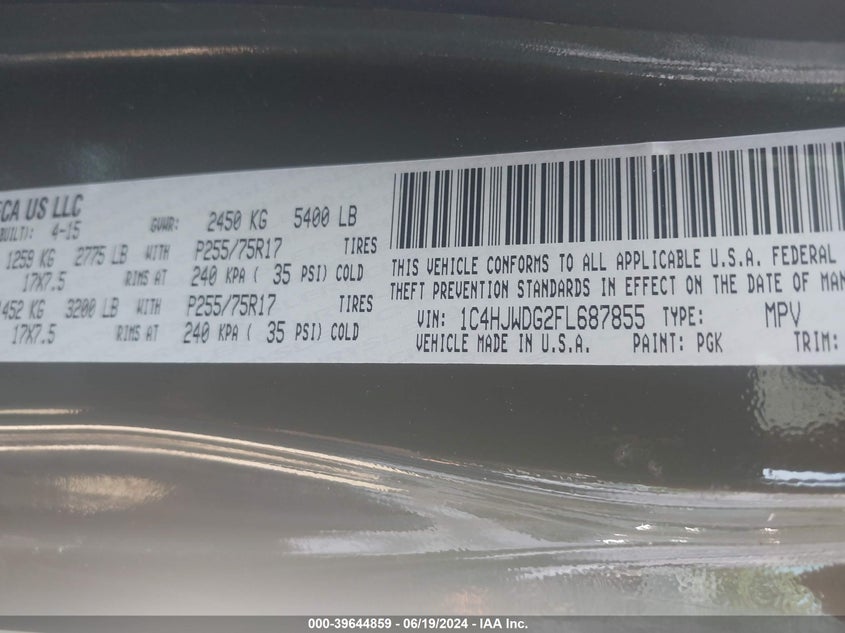 FCA US LLC
BUILT): 4-15 GVWR: 2450 KG 5400 LB
1259 KG 2775 LB WITH P255/75R17 TIRES
17X7.5 RIMS AT 240 KPA ( 35 PSI) COLD
1452 KG 3200 LB WITH P255/75R17 TIRES
17X7.5 RIMS AT 240 KPA ( 35 PSI) COLD
THIS VEHICLE CONFORMS TO ALL APPLICABLE U.S.A. FEDERAL
THEFT PREVENTION STANDARDS IN EFFECT ON THE DATE OF MAN
VIN: 1C4HJWDG2FL687855 TYPE: MPV
VEHICLE MADE IN U.S.A. PAINT: PGK TRIM:
000-39644859 - 06/19/2024 - IAA Inc.